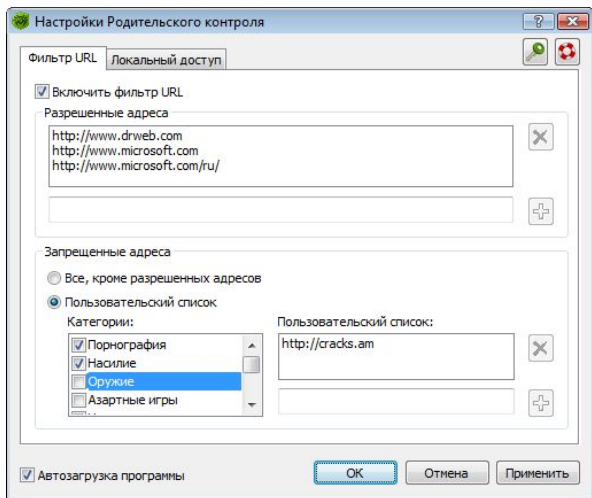 Настройки Родительского контроля
Фильтр URL
Локальный доступ
Включить фильтр URL
Разрешенные адреса
http://www.drweb.com
http://www.microsoft.com
http://www.microsoft.com/ru/
Запрещенные адреса
Все, кроме разрешенных адресов
Пользовательский список
Категории:
Порнография
Насилие
Оружие
Азартные игры
Пользовательский список:
http://cracks.am
Автозагрузка программы
OK
Отмена
Применить